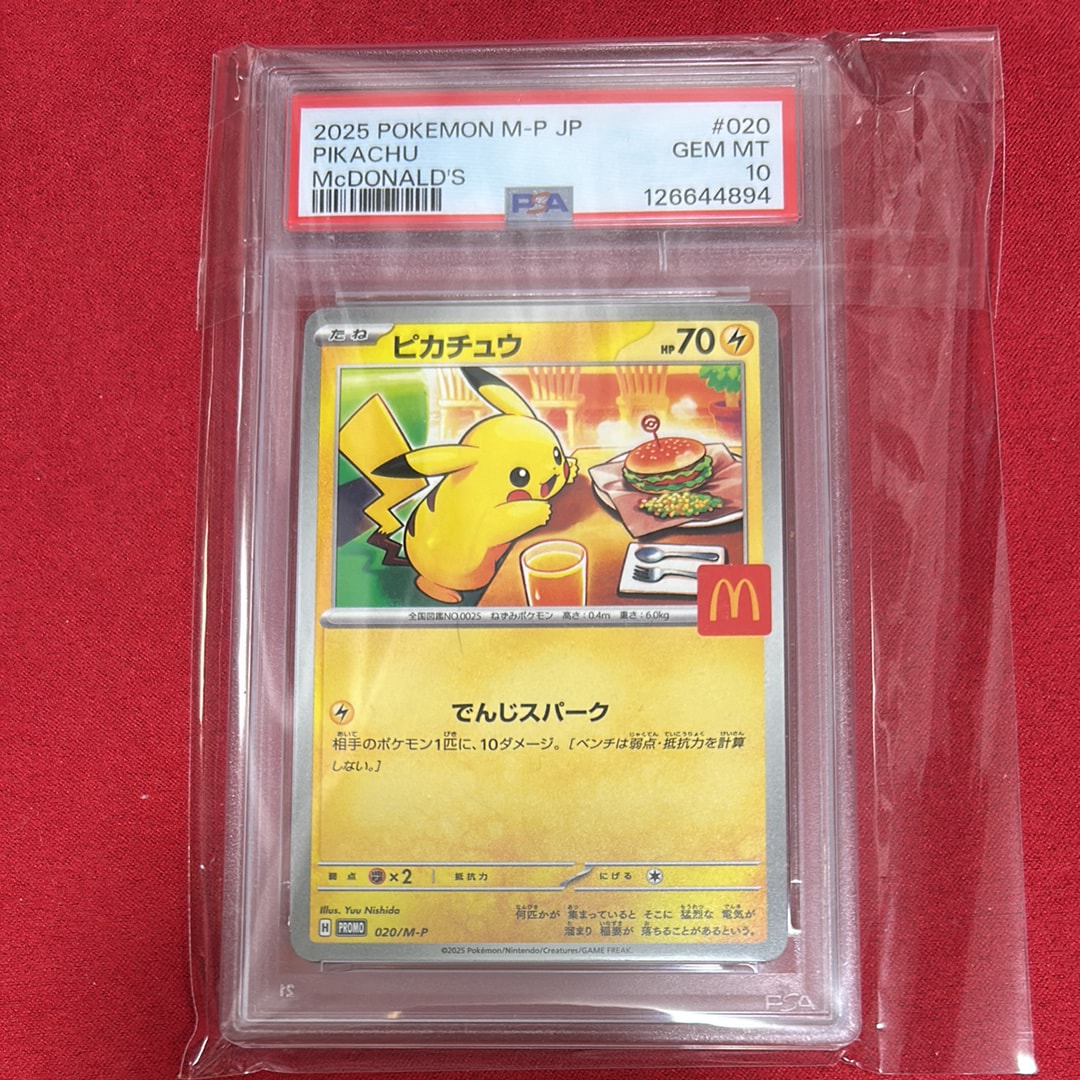 2025 POKEMON M-P JP #020
PIKACHU GEM MT
McDONALD'S 10
PSA 126644894
たね ピカチュウ HP70
全国図鑑NO.0025 ねずみポケモン 高さ:0.4m 重さ:6.0kg
でんじスパーク
相手のポケモン1匹に、10ダメージ。[ベンチは弱点・抵抗力を計算
しない。]
弱点 ×2 抵抗力 にげる
Illus. Yuu Nishida
何匹かが 集まっていると そこに 猛烈な 電気が
溜まり 稲妻が 落ちることがあるという。
H PROMO 020/M-P
©2025 Pokémon/Nintendo/Creatures/GAME FREAK.
PSA